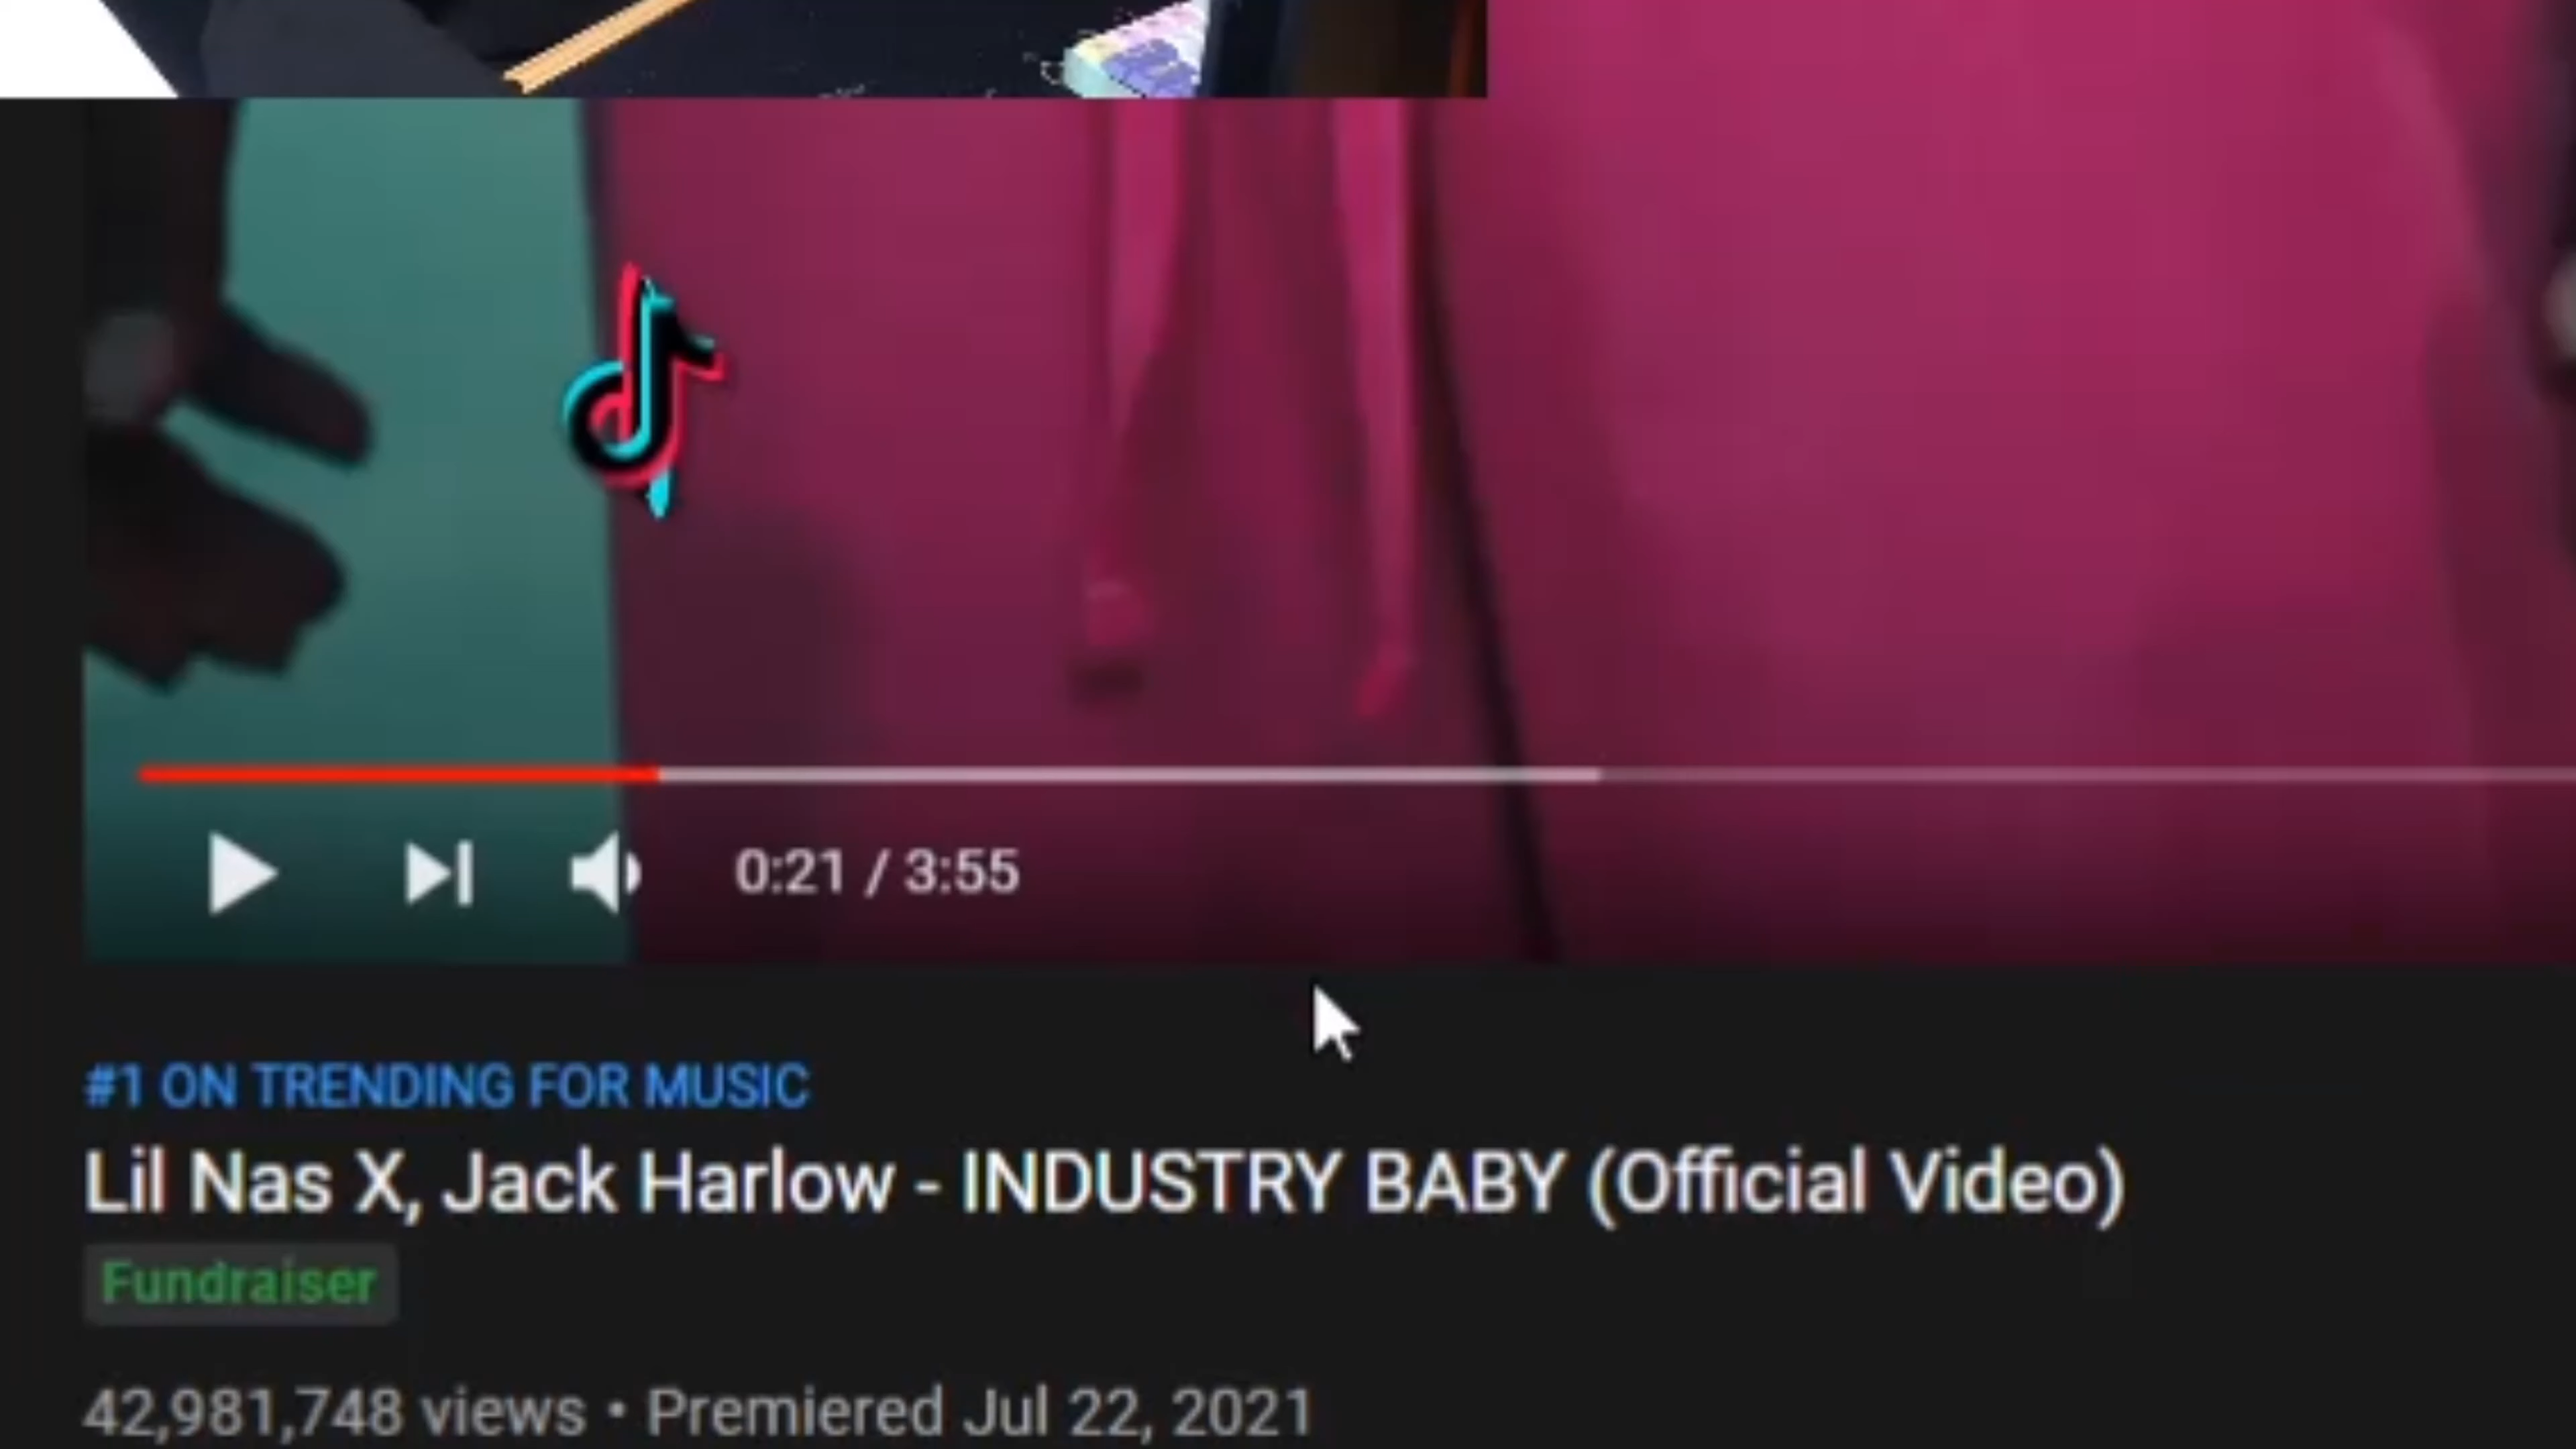 0:21 / 3:55
#1 ON TRENDING FOR MUSIC
Lil Nas X, Jack Harlow - INDUSTRY BABY (Official Video)
Fundraiser
42,981,748 views • Premiered Jul 22, 2021